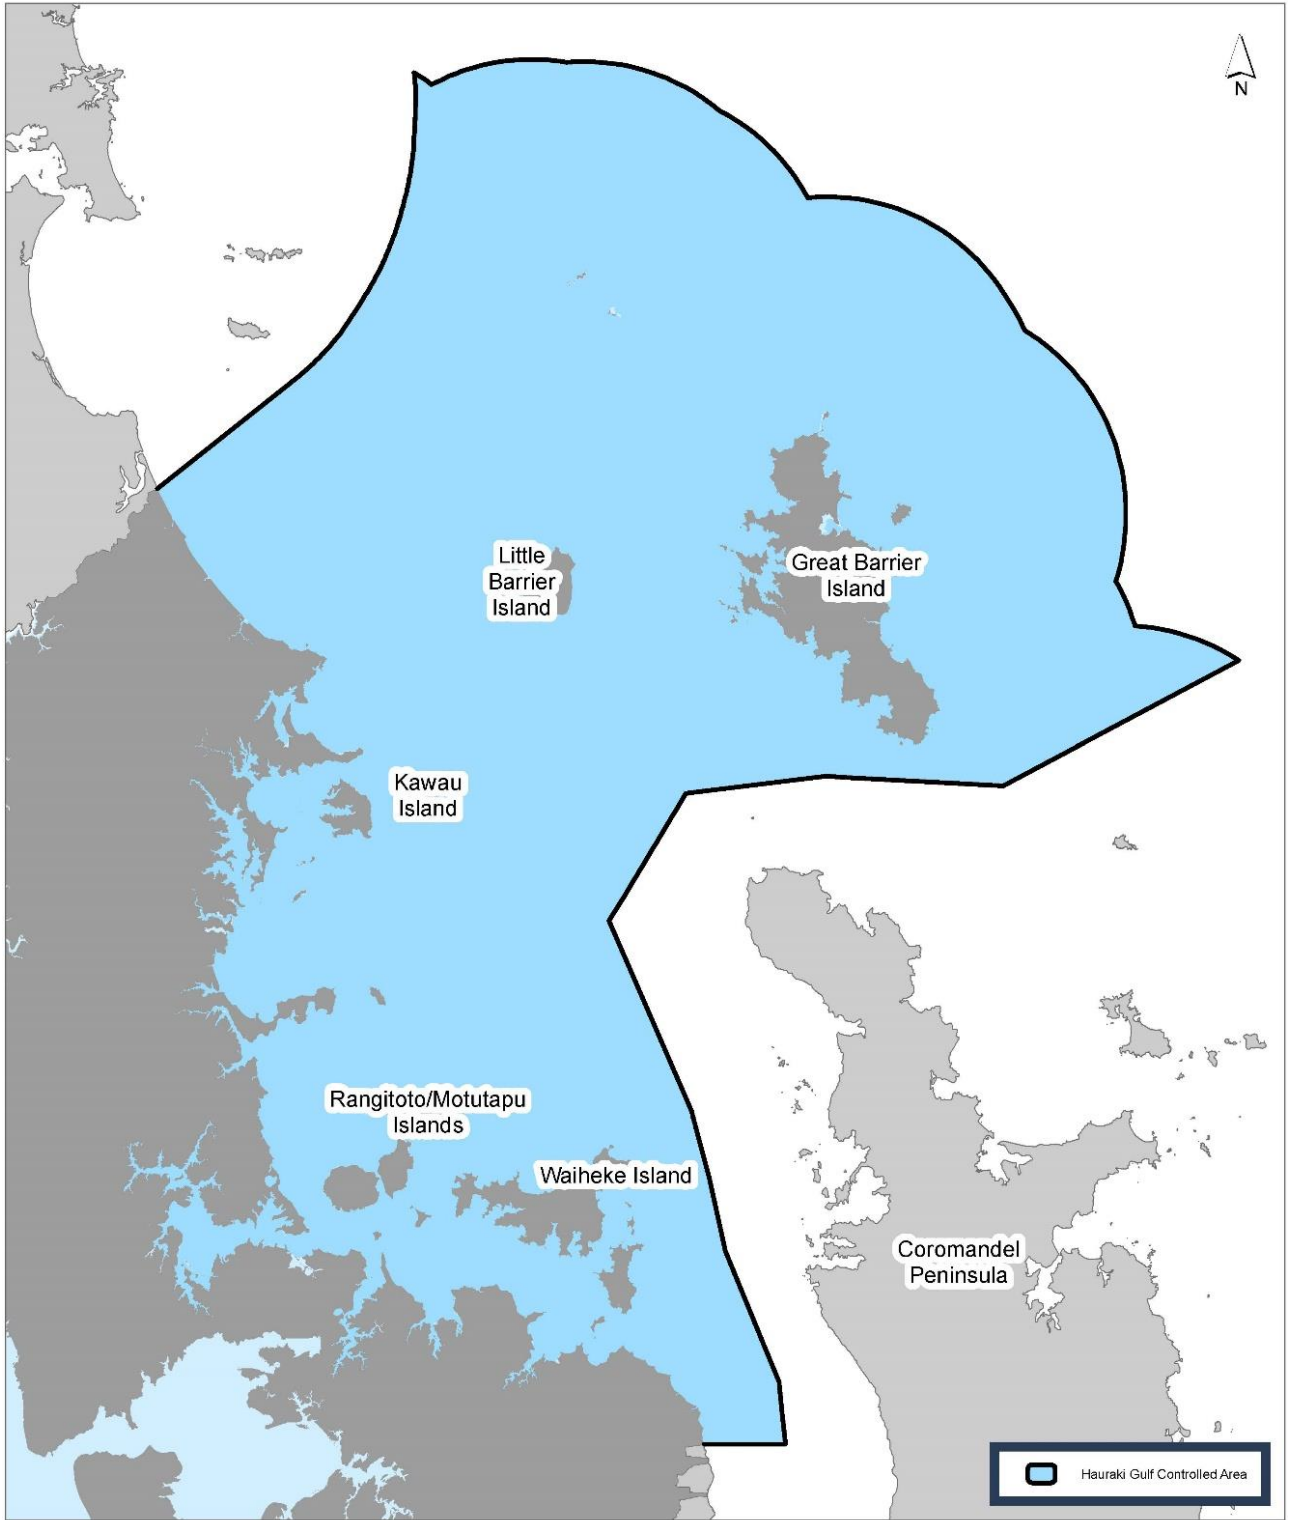 N
Little
Barrier
Island
Great Barrier
Island
Kawau
Island
Rangitoto/Motutapu
Islands
Waiheke Island
Coromandel
Peninsula
Hauraki Gulf Controlled Area